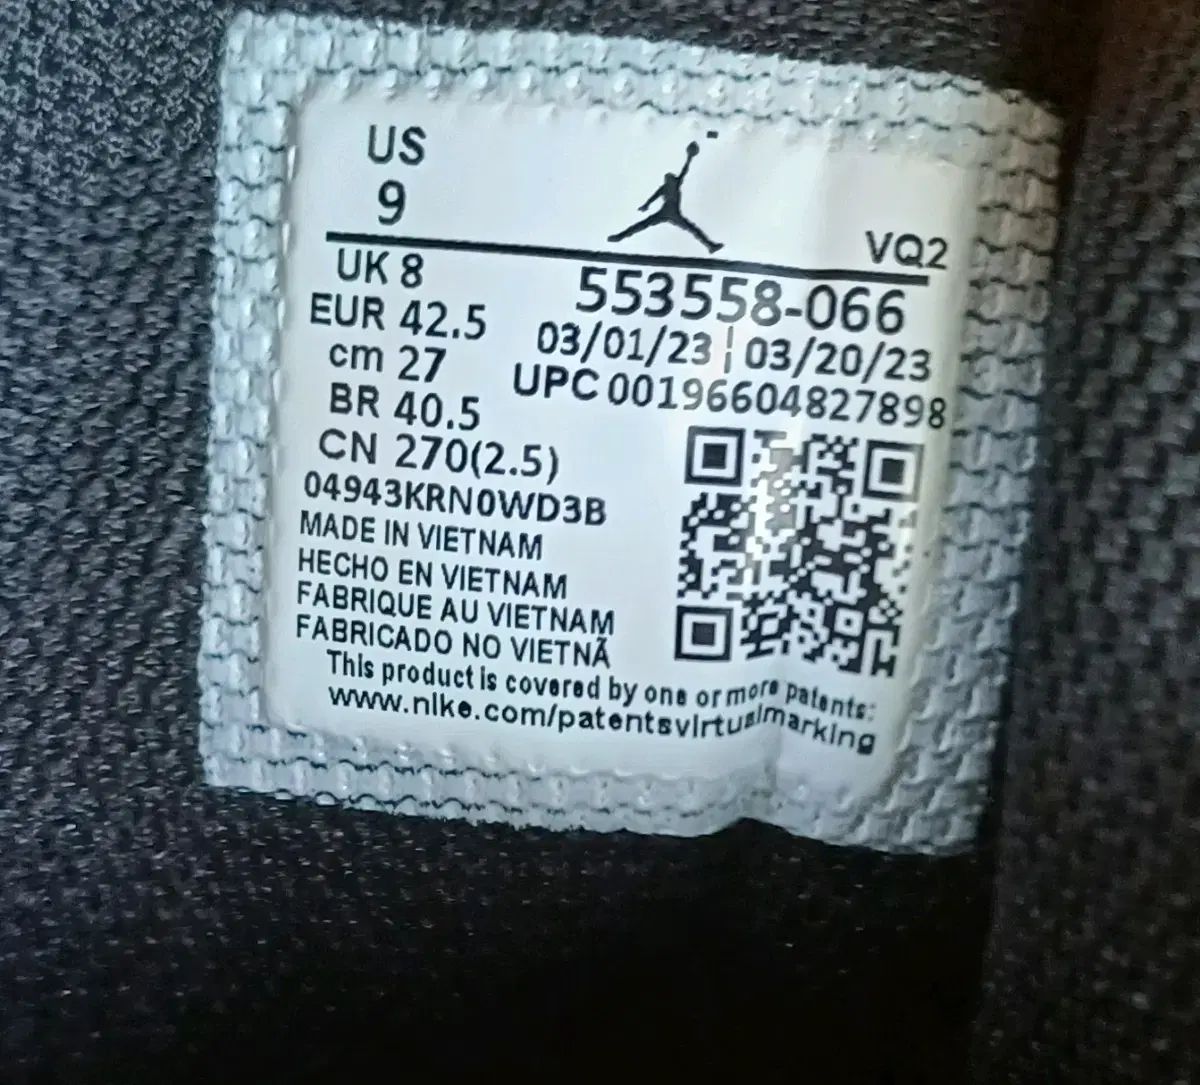 US
9
VQ2
UK 8
553558-066
EUR 42.5
03/01/23 ¦ 03/20/23
cm 27
UPC 00196604827898
BR 40.5
CN 270(2.5)
04943KRN0WD3B
MADE IN VIETNAM
HECHO EN VIETNAM
FABRIQUE AU VIETNAM
FABRICADO NO VIETNÃ
This product is covered by one or more patents:
www.nike.com/patentsvirtualmarking